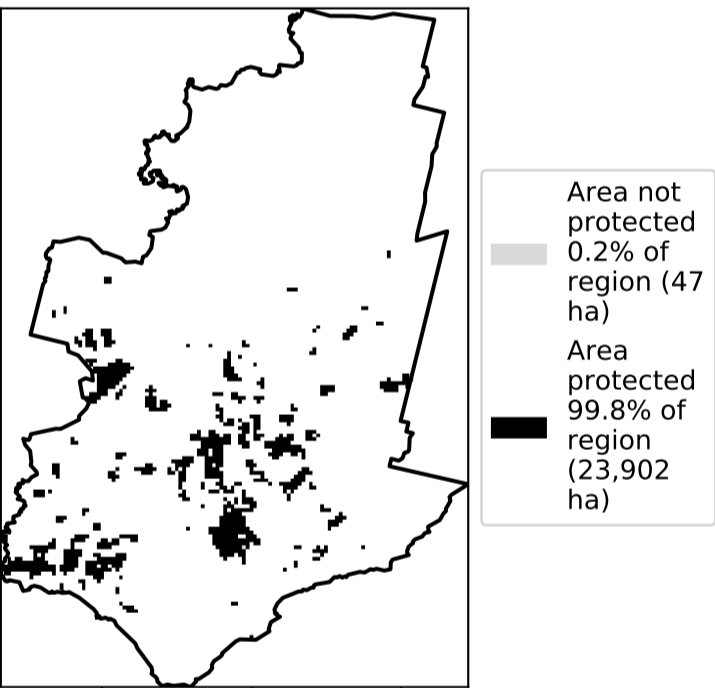 Area not
protected
0.2% of
region (47
ha)
Area
protected
99.8% of
region
(23,902
ha)